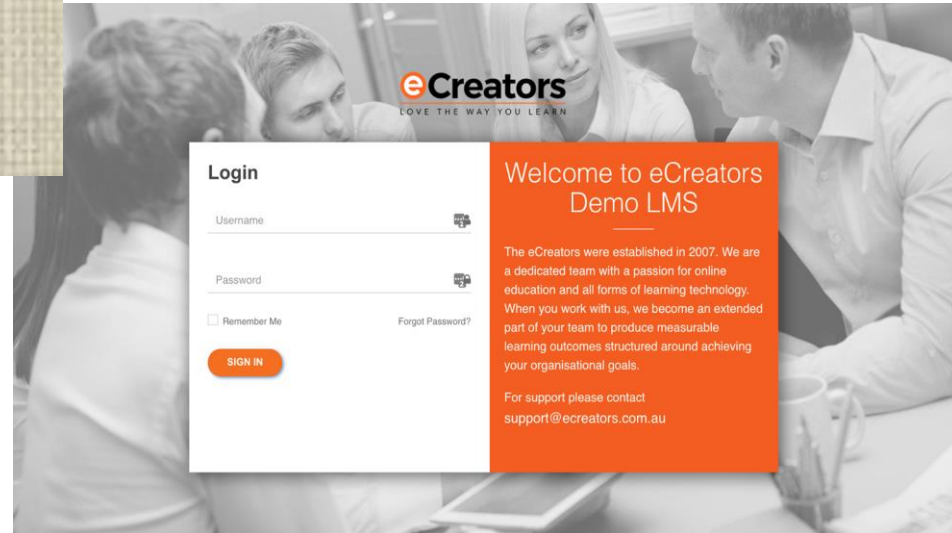 eCreators
LOVE THE WAY YOU LEARN
Login
Username
Password
Remember Me
Forgot Password?
SIGN IN
Welcome to eCreators
Demo LMS
The eCreators were established in 2007. We are
a dedicated team with a passion for online
education and all forms of learning technology.
When you work with us, we become an extended
part of your team to produce measurable
learning outcomes structured around achieving
your organisational goals.
For support please contact
support@ecreators.com.au